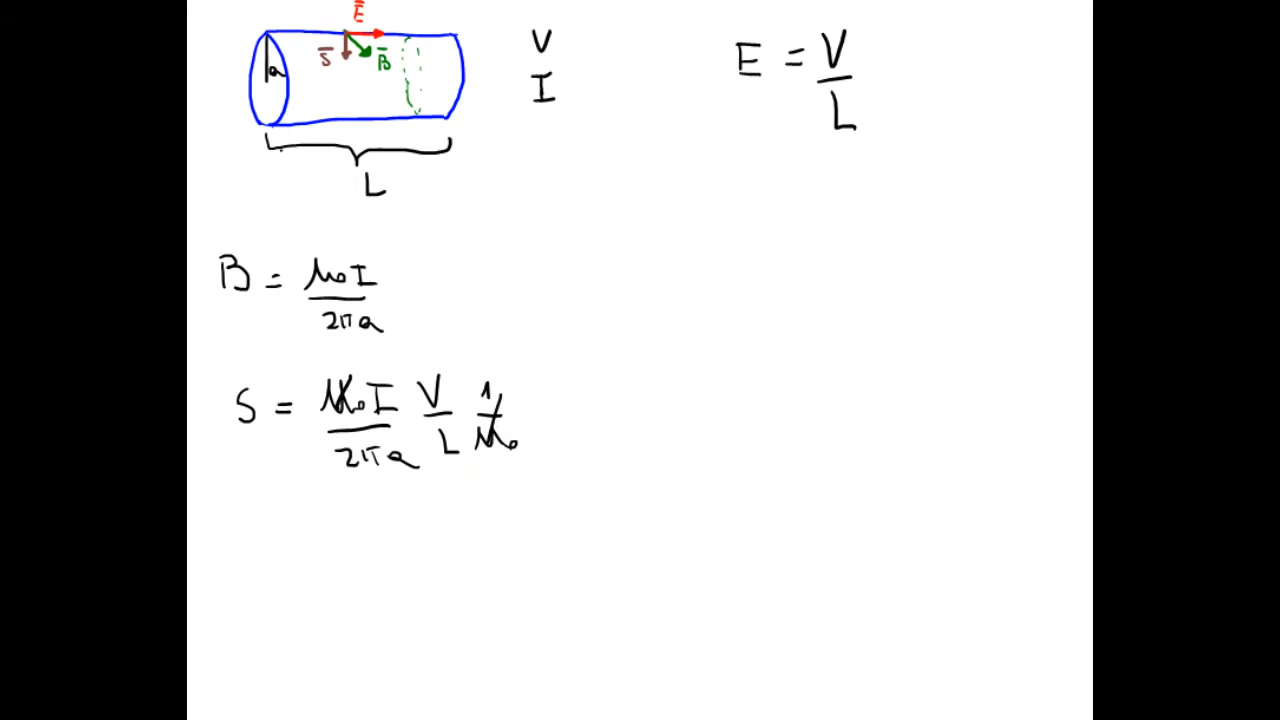 E
a S B
V
I
E = V/L
L
B = μ₀I/2πa
S = μ₀I/2πa V/L 1/μ₀